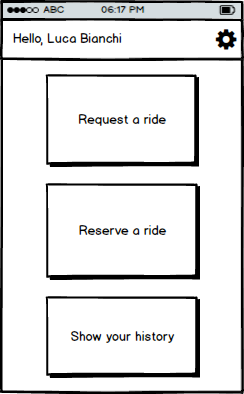 ABC 06:17 PM
Hello, Luca Bianchi
Request a ride
Reserve a ride
Show your history